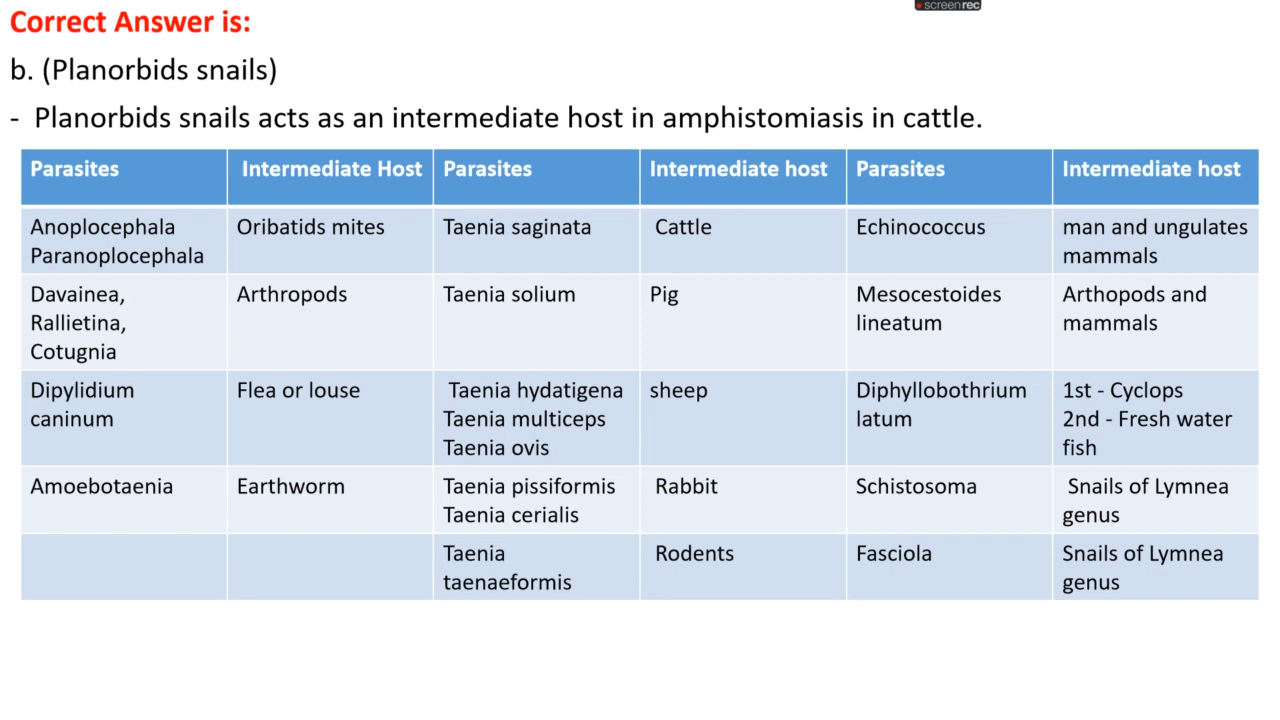 screenrec
Correct Answer is:
b. (Planorbids snails)
- Planorbids snails acts as an intermediate host in amphistomiasis in cattle.
Parasites Intermediate Host Parasites Intermediate host Parasites Intermediate host
Anoplocephala
Paranoplocephala
Oribatids mites
Taenia saginata
Cattle
Echinococcus
man and ungulates
mammals
Davainea,
Rallietina,
Cotugnia
Arthropods
Taenia solium
Pig
Mesocestoides
lineatum
Arthopods and
mammals
Dipylidium
caninum
Flea or louse
Taenia hydatigena
Taenia multiceps
Taenia ovis
sheep
Diphyllobothrium
latum
1st - Cyclops
2nd - Fresh water
fish
Amoebotaenia
Earthworm
Taenia pissiformis
Taenia cerialis
Rabbit
Schistosoma
Snails of Lymnea
genus
Taenia
taenaeformis
Rodents
Fasciola
Snails of Lymnea
genus